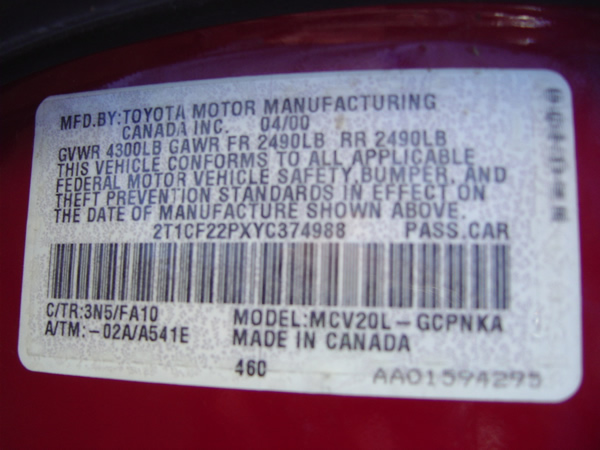 MFD.BY:TOYOTA MOTOR MANUFACTURING
CANADA INC. 04/00
GVWR 4300LB GAWR FR 2490LB RR 2490LB
THIS VEHICLE CONFORMS TO ALL APPLICABLE
FEDERAL MOTOR VEHICLE SAFETY,BUMPER, AND
THEFT PREVENTION STANDARDS IN EFFECT ON
THE DATE OF MANUFACTURE SHOWN ABOVE.
2T1CF22PXYC374988 PASS.CAR
C/TR:3N5/FA10 MODEL:MCV20L-GCPNKA
A/TM:-02A/A541E MADE IN CANADA
460 AA01594295